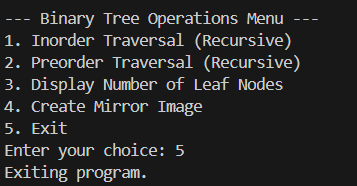 --- Binary Tree Operations Menu ---
1. Inorder Traversal (Recursive)
2. Preorder Traversal (Recursive)
3. Display Number of Leaf Nodes
4. Create Mirror Image
5. Exit
Enter your choice: 5
Exiting program.